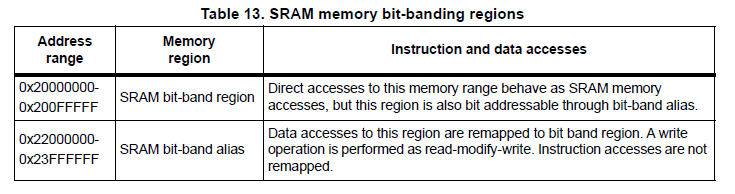 Table 13. SRAM memory bit-banding regions
Address range
Memory region
Instruction and data accesses
0x20000000-
0x200FFFFF
SRAM bit-band region
Direct accesses to this memory range behave as SRAM memory
accesses, but this region is also bit addressable through bit-band alias.
0x22000000-
0x23FFFFFF
SRAM bit-band alias
Data accesses to this region are remapped to bit band region. A write
operation is performed as read-modify-write. Instruction accesses are not
remapped.